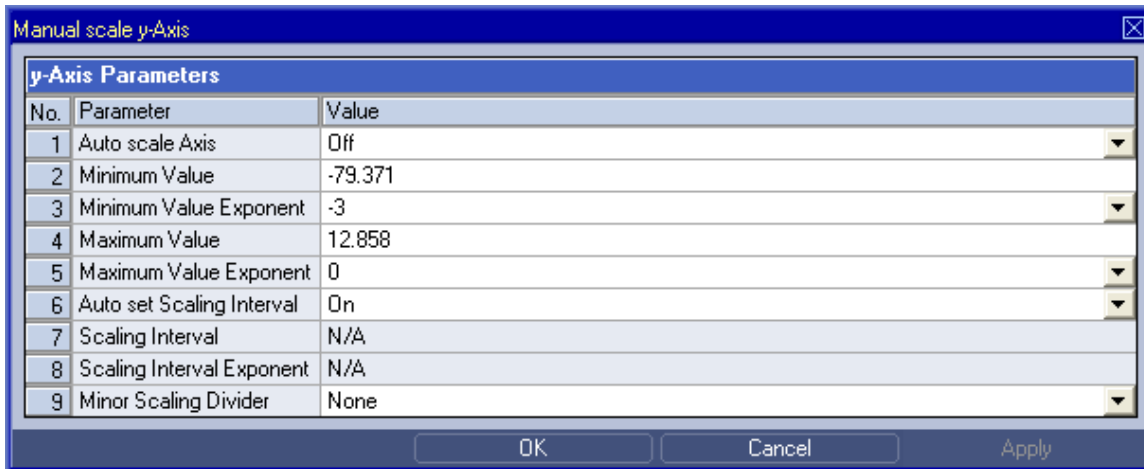 Manual scale y-Axis
y-Axis Parameters
No. Parameter Value
1 Auto scale Axis Off
2 Minimum Value -79.371
3 Minimum Value Exponent -3
4 Maximum Value 12.858
5 Maximum Value Exponent 0
6 Auto set Scaling Interval On
7 Scaling Interval N/A
8 Scaling Interval Exponent N/A
9 Minor Scaling Divider None
OK Cancel Apply